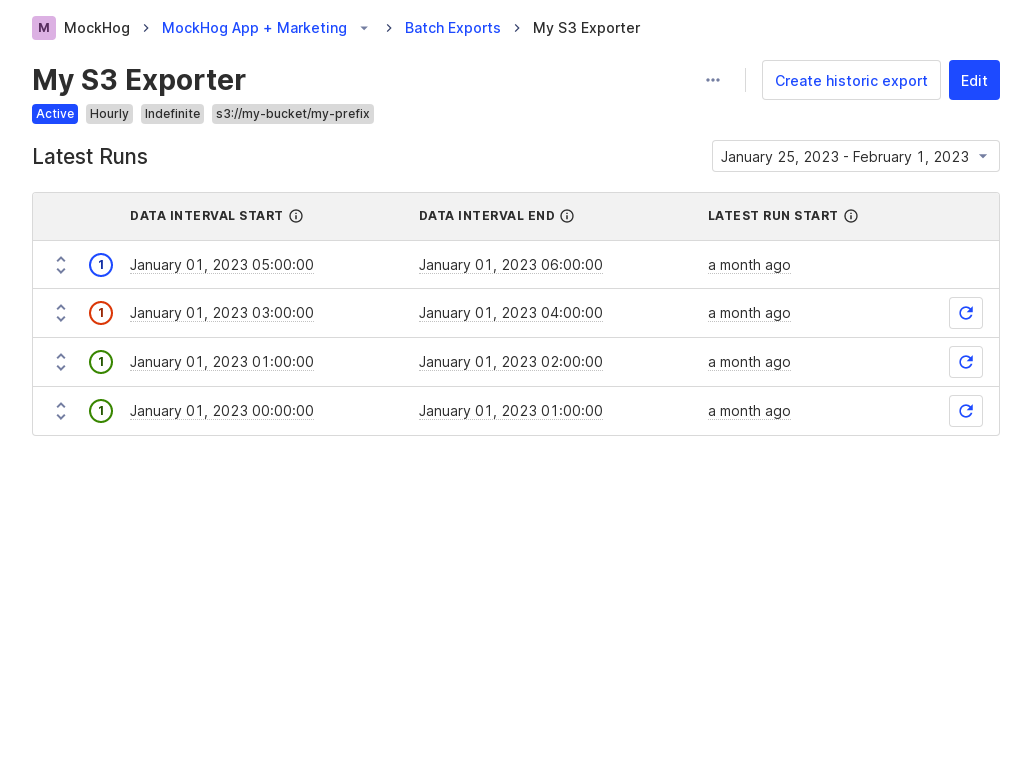 M MockHog MockHog App + Marketing Batch Exports My S3 Exporter
My S3 Exporter
Create historic export
Edit
Active Hourly Indefinite s3://my-bucket/my-prefix
Latest Runs
January 25, 2023 - February 1, 2023
DATA INTERVAL START DATA INTERVAL END LATEST RUN START
1 January 01, 2023 05:00:00 January 01, 2023 06:00:00 a month ago
1 January 01, 2023 03:00:00 January 01, 2023 04:00:00 a month ago
1 January 01, 2023 01:00:00 January 01, 2023 02:00:00 a month ago
1 January 01, 2023 00:00:00 January 01, 2023 01:00:00 a month ago